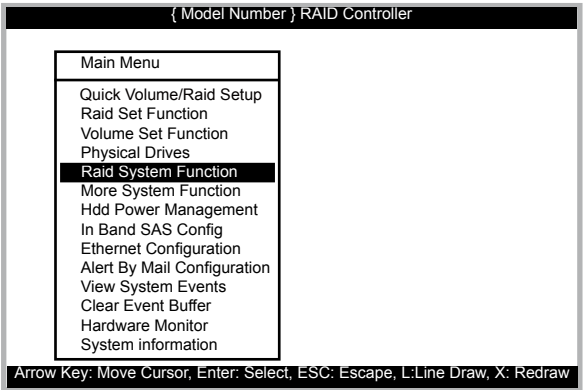 { Model Number } RAID Controller
Main Menu
Quick Volume/Raid Setup
Raid Set Function
Volume Set Function
Physical Drives
Raid System Function
More System Function
Hdd Power Management
In Band SAS Config
Ethernet Configuration
Alert By Mail Configuration
View System Events
Clear Event Buffer
Hardware Monitor
System information
Arrow Key: Move Cursor, Enter: Select, ESC: Escape, L:Line Draw, X: Redraw